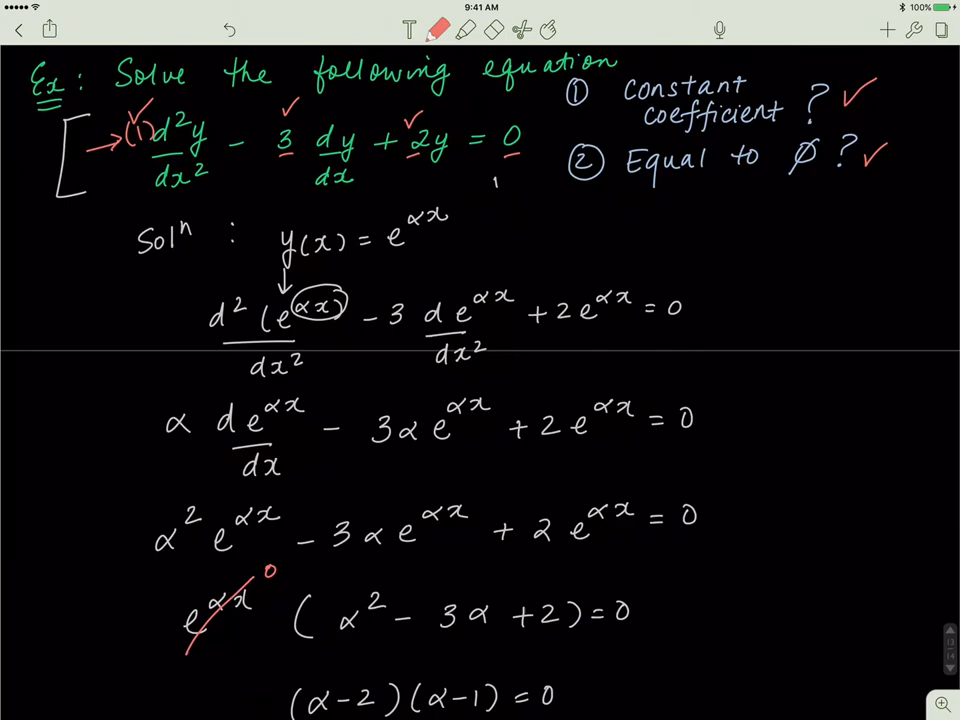 9:41 AM
100%
T
Ex: Solve the following equation
① Constant coefficient ? ✓
→ (1) d²y/dx² - 3 dy/dx + 2y = 0
② Equal to 0 ? ✓
Solⁿ : y(x) = e^{αx}
d²(e^{αx})/dx² - 3 de^{αx}/dx² + 2e^{αx} = 0
α de^{αx}/dx - 3αe^{αx} + 2e^{αx} = 0
α² e^{αx} - 3αe^{αx} + 2e^{αx} = 0
e^{αx} 0 (α² - 3α + 2) = 0
(α-2)(α-1) = 0